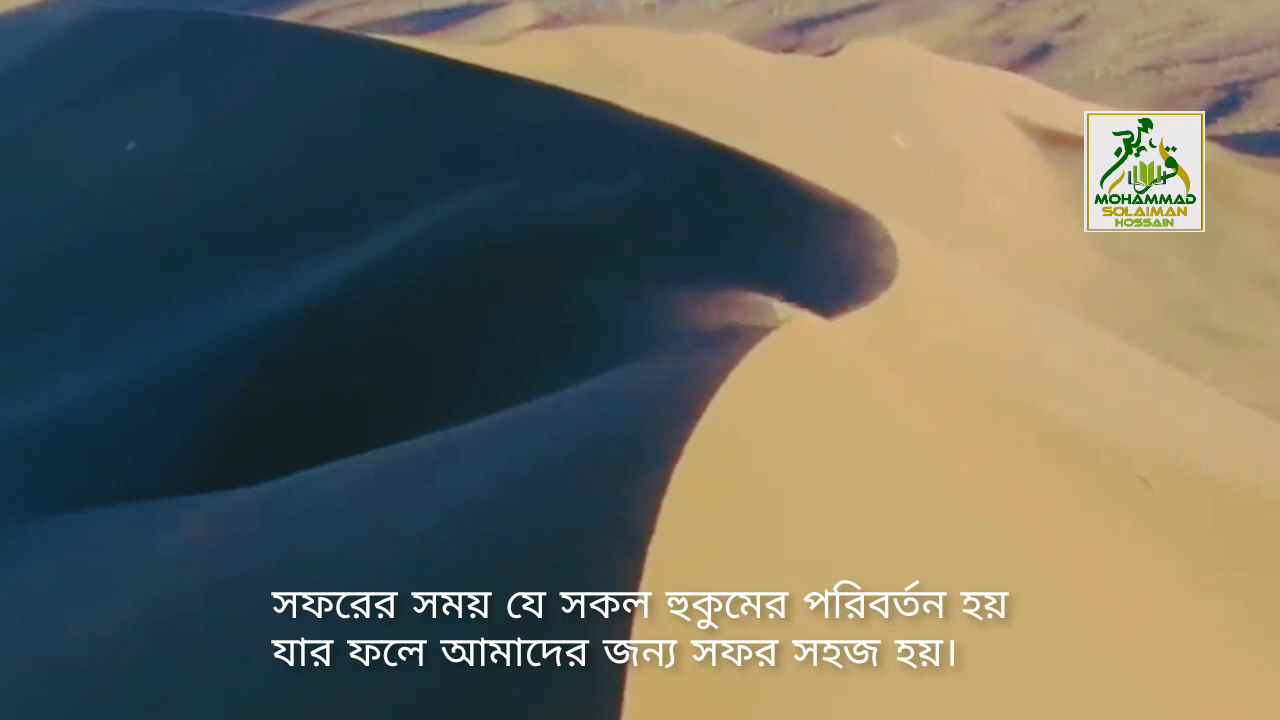 MOHAMMAD
SOLAIMAN
HOSSAIN
সফরের সময় যে সকল হুকুমের পরিবর্তন হয়
যার ফলে আমাদের জন্য সফর সহজ হয়।